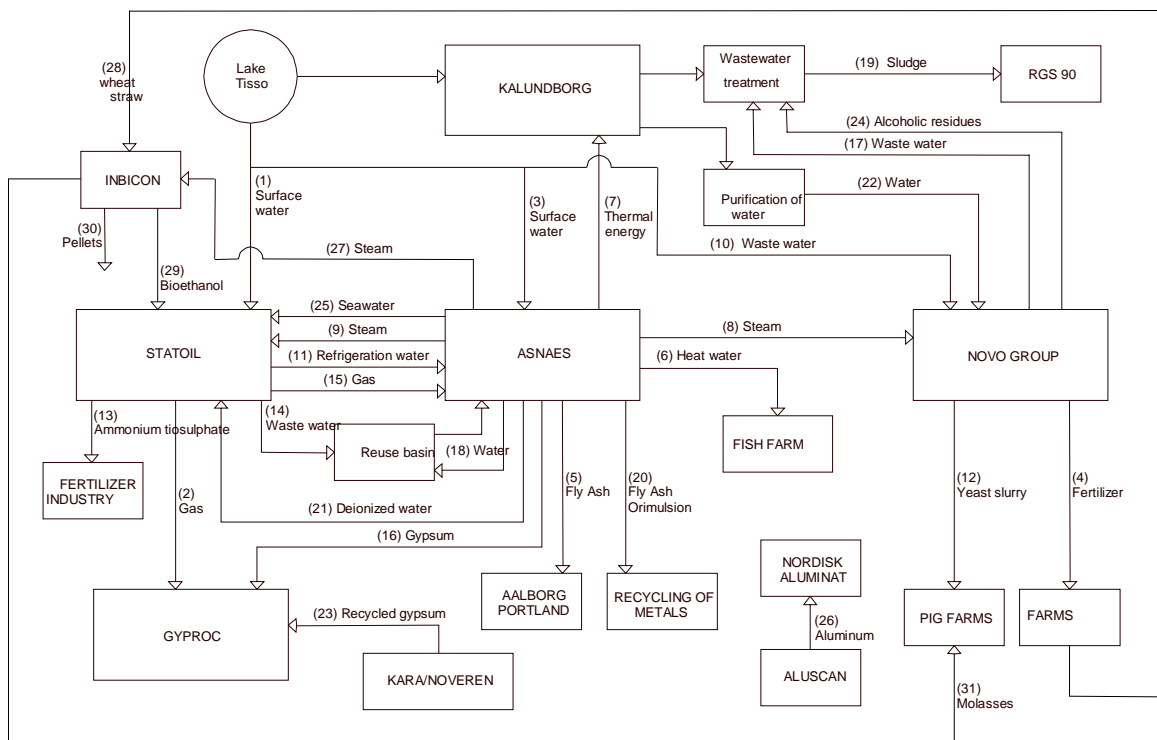 (28)
wheat
straw
Lake
Tisso
KALUNDBORG
Wastewater
treatment
(19) Sludge
RGS 90
(24) Alcoholic residues
(17) Waste water
INBICON
(1)
Surface
water
(3)
Surface
water
(7)
Thermal
energy
Purification of
water
(22) Water
(30)
Pellets
(29)
Bioethanol
(27) Steam
(10) Waste water
(25) Seawater
(9) Steam
(11) Refrigeration water
(15) Gas
STATOIL
ASNAES
(8) Steam
(6) Heat water
NOVO GROUP
(13)
Ammonium tiosulphate
(14)
Waste water
Reuse basin
(18) Water
FISH FARM
FERTILIZER
INDUSTRY
(2)
Gas
(21) Deionized water
(16) Gypsum
(5)
Fly Ash
(20)
Fly Ash
Orimulsion
(12)
Yeast slurry
(4)
Fertilizer
NORDISK
ALUMINAT
AALBORG
PORTLAND
RECYCLING OF
METALS
PIG FARMS
FARMS
GYPROC
(23) Recycled gypsum
(26)
Aluminum
KARA/NOVEREN
ALUSCAN
(31)
Molasses